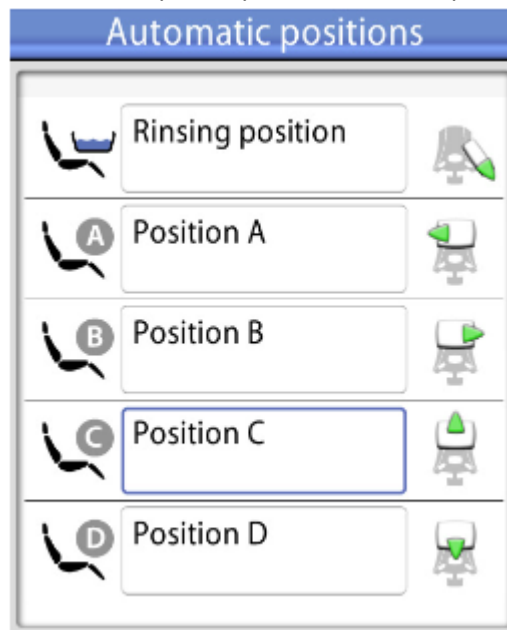 Automatic positions
Rinsing position
A
Position A
B
Position B
C
Position C
D
Position D